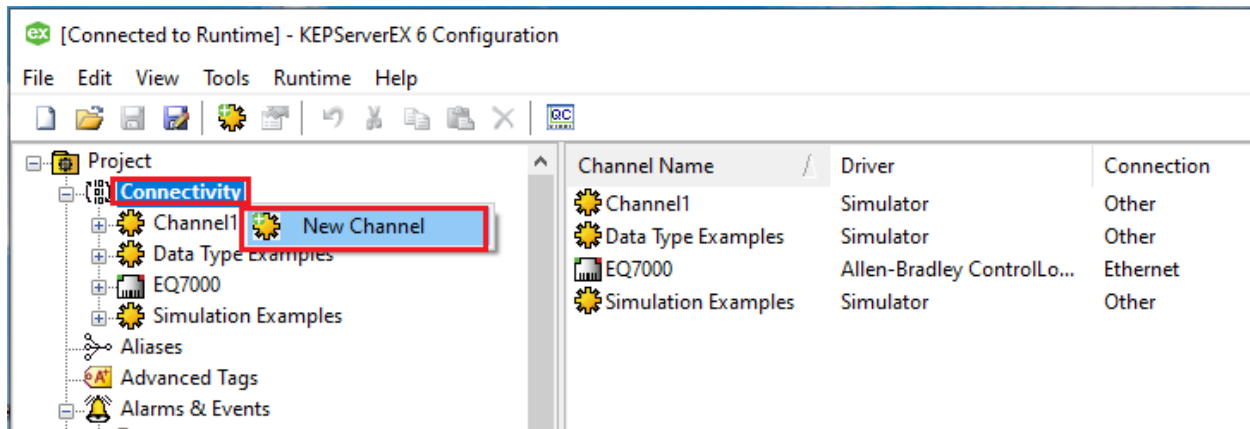 ex [Connected to Runtime] - KEPServerEX 6 Configuration
File Edit View Tools Runtime Help
QC
Project
Connectivity
Channel1
New Channel
Data Type Examples
EQ7000
Simulation Examples
Aliases
Advanced Tags
Alarms & Events
Channel Name Driver Connection
Channel1 Simulator Other
Data Type Examples Simulator Other
EQ7000 Allen-Bradley ControlLo... Ethernet
Simulation Examples Simulator Other